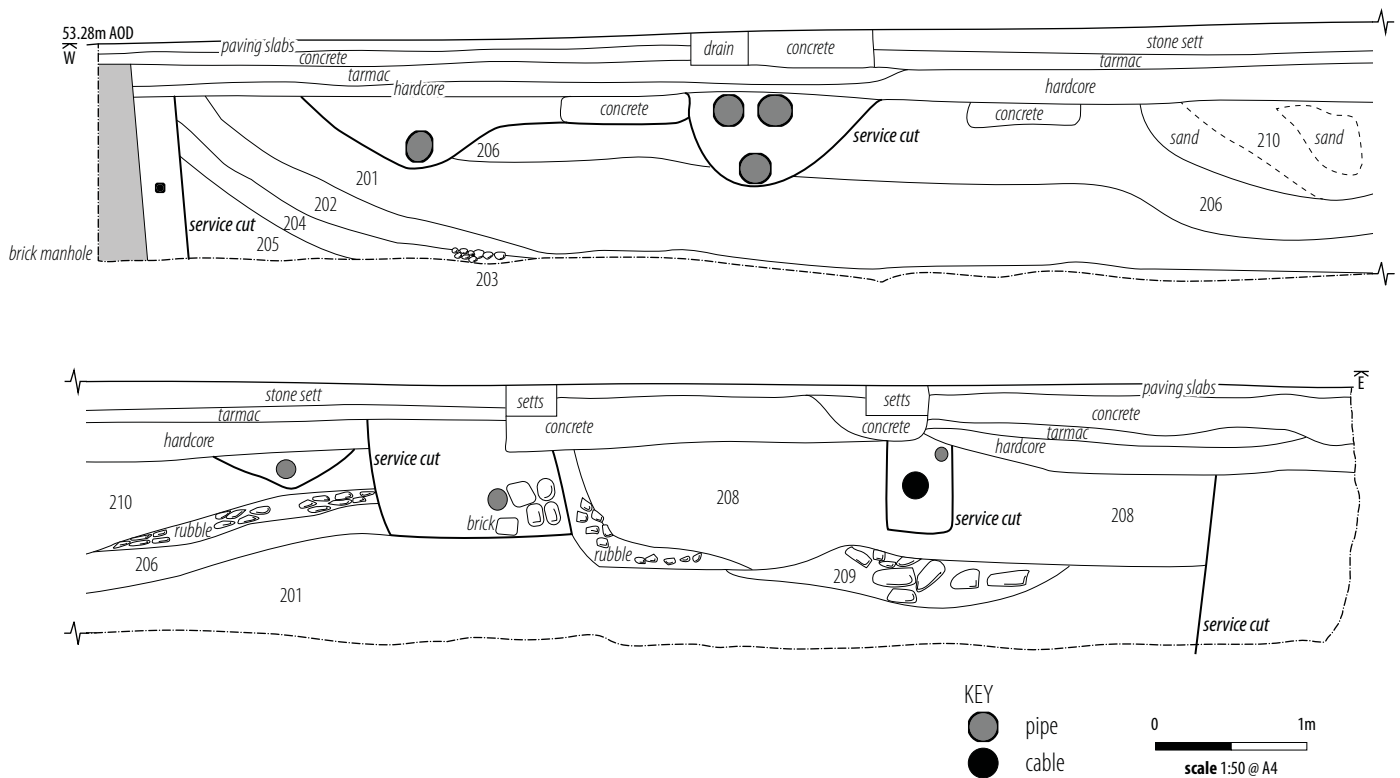 53.28m AOD
W
paving slabs
concrete
drain
concrete
stone sett
tarmac
tarmac
hardcore
hardcore
concrete
concrete
service cut
sand
210
sand
206
201
202
206
service cut
204
205
brick manhole
203
E
stone sett
setts
setts
paving slabs
tarmac
concrete
concrete
concrete
hardcore
tarmac
hardcore
service cut
210
208
208
brick
service cut
rubble
rubble
206
209
201
service cut
KEY
pipe
cable
0 1m
scale 1:50 @ A4